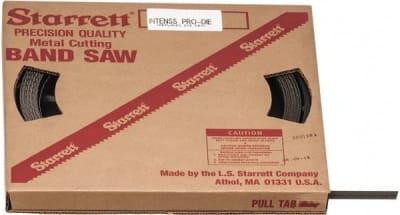 Starrett®
PRECISION QUALITY
Metal Cutting
BAND SAW
INTENSS PRO-DIE
Starrett
Starrett
Starrett
CAUTION
Made by the L.S. Starrett Company
Athol, MA 01331 U.S.A.
PULL TAB